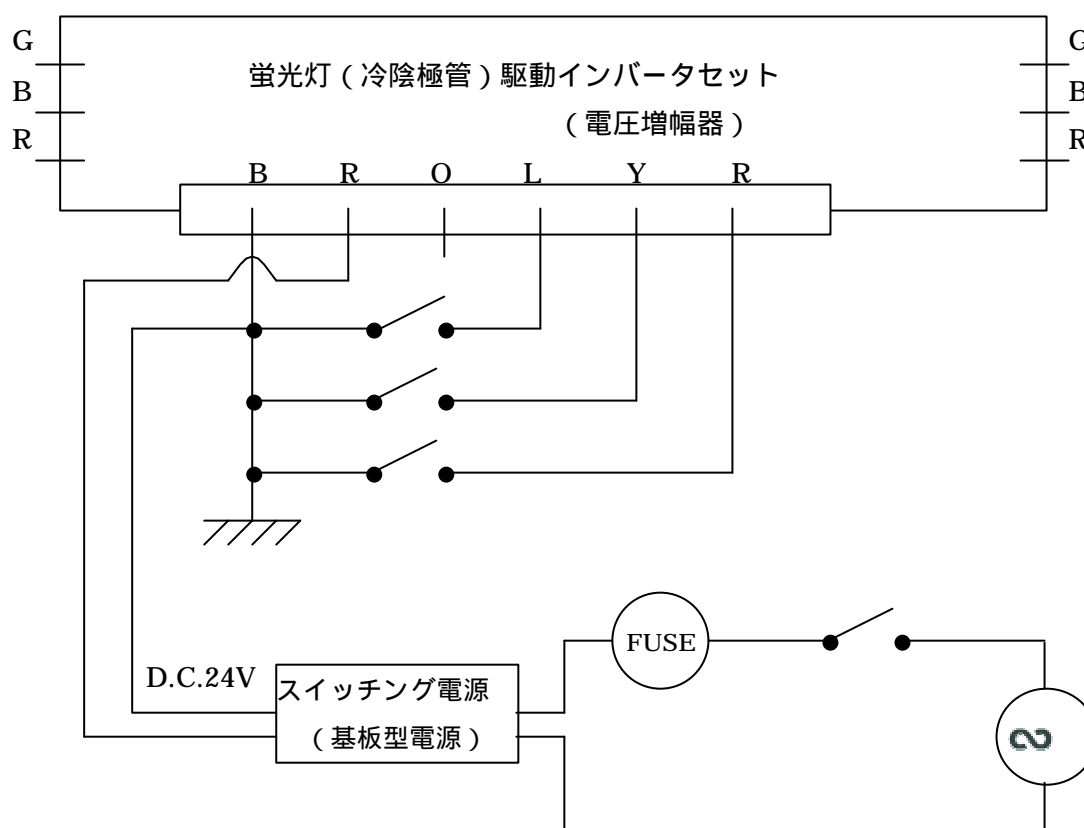 G
B
R
蛍光灯(冷陰極管)駆動インバータセット
(電圧増幅器)
G
B
R
B R O L Y R
FUSE
D.C.24V
スイッチング電源
(基板型電源)